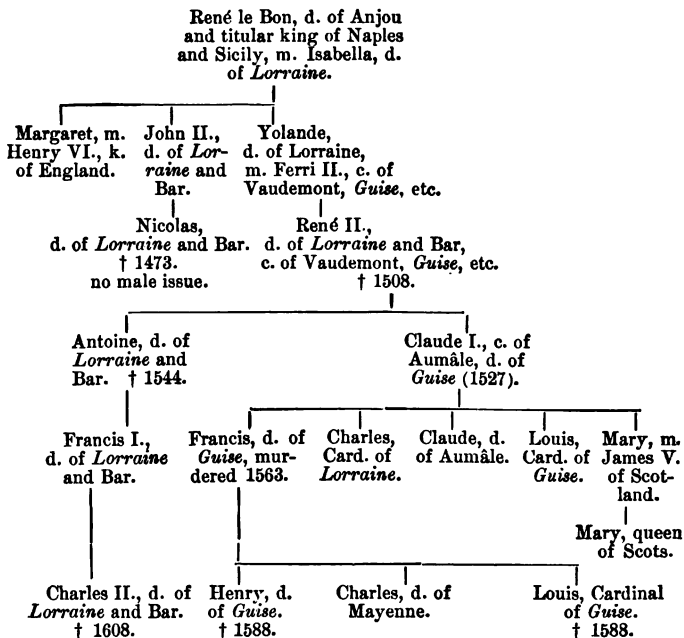 René le Bon, d. of Anjou
and titular king of Naples
and Sicily, m. Isabella, d.
of Lorraine.
Margaret, m.
Henry VI., k.
of England.
John II.,
d. of Lor-
raine and
Bar.
Yolande,
d. of Lorraine,
m. Ferri II., c. of
Vaudemont, Guise, etc.
Nicolas,
d. of Lorraine and Bar.
† 1473.
no male issue.
René II.,
d. of Lorraine and Bar,
c. of Vaudemont, Guise, etc.
† 1508.
Antoine, d. of
Lorraine and
Bar. † 1544.
Claude I., c. of
Aumâle, d. of
Guise (1527).
Francis I.,
d. of Lorraine
and Bar.
Francis, d. of
Guise, mur-
dered 1563.
Charles,
Card. of
Lorraine.
Claude, d.
of Aumâle.
Louis,
Card. of
Guise.
Mary, m.
James V.
of Scot-
land.
Mary, queen
of Scots.
Charles II., d. of
Lorraine and Bar.
† 1608.
Henry, d.
of Guise.
† 1588.
Charles, d. of
Mayenne.
Louis, Cardinal
of Guise.
† 1588.